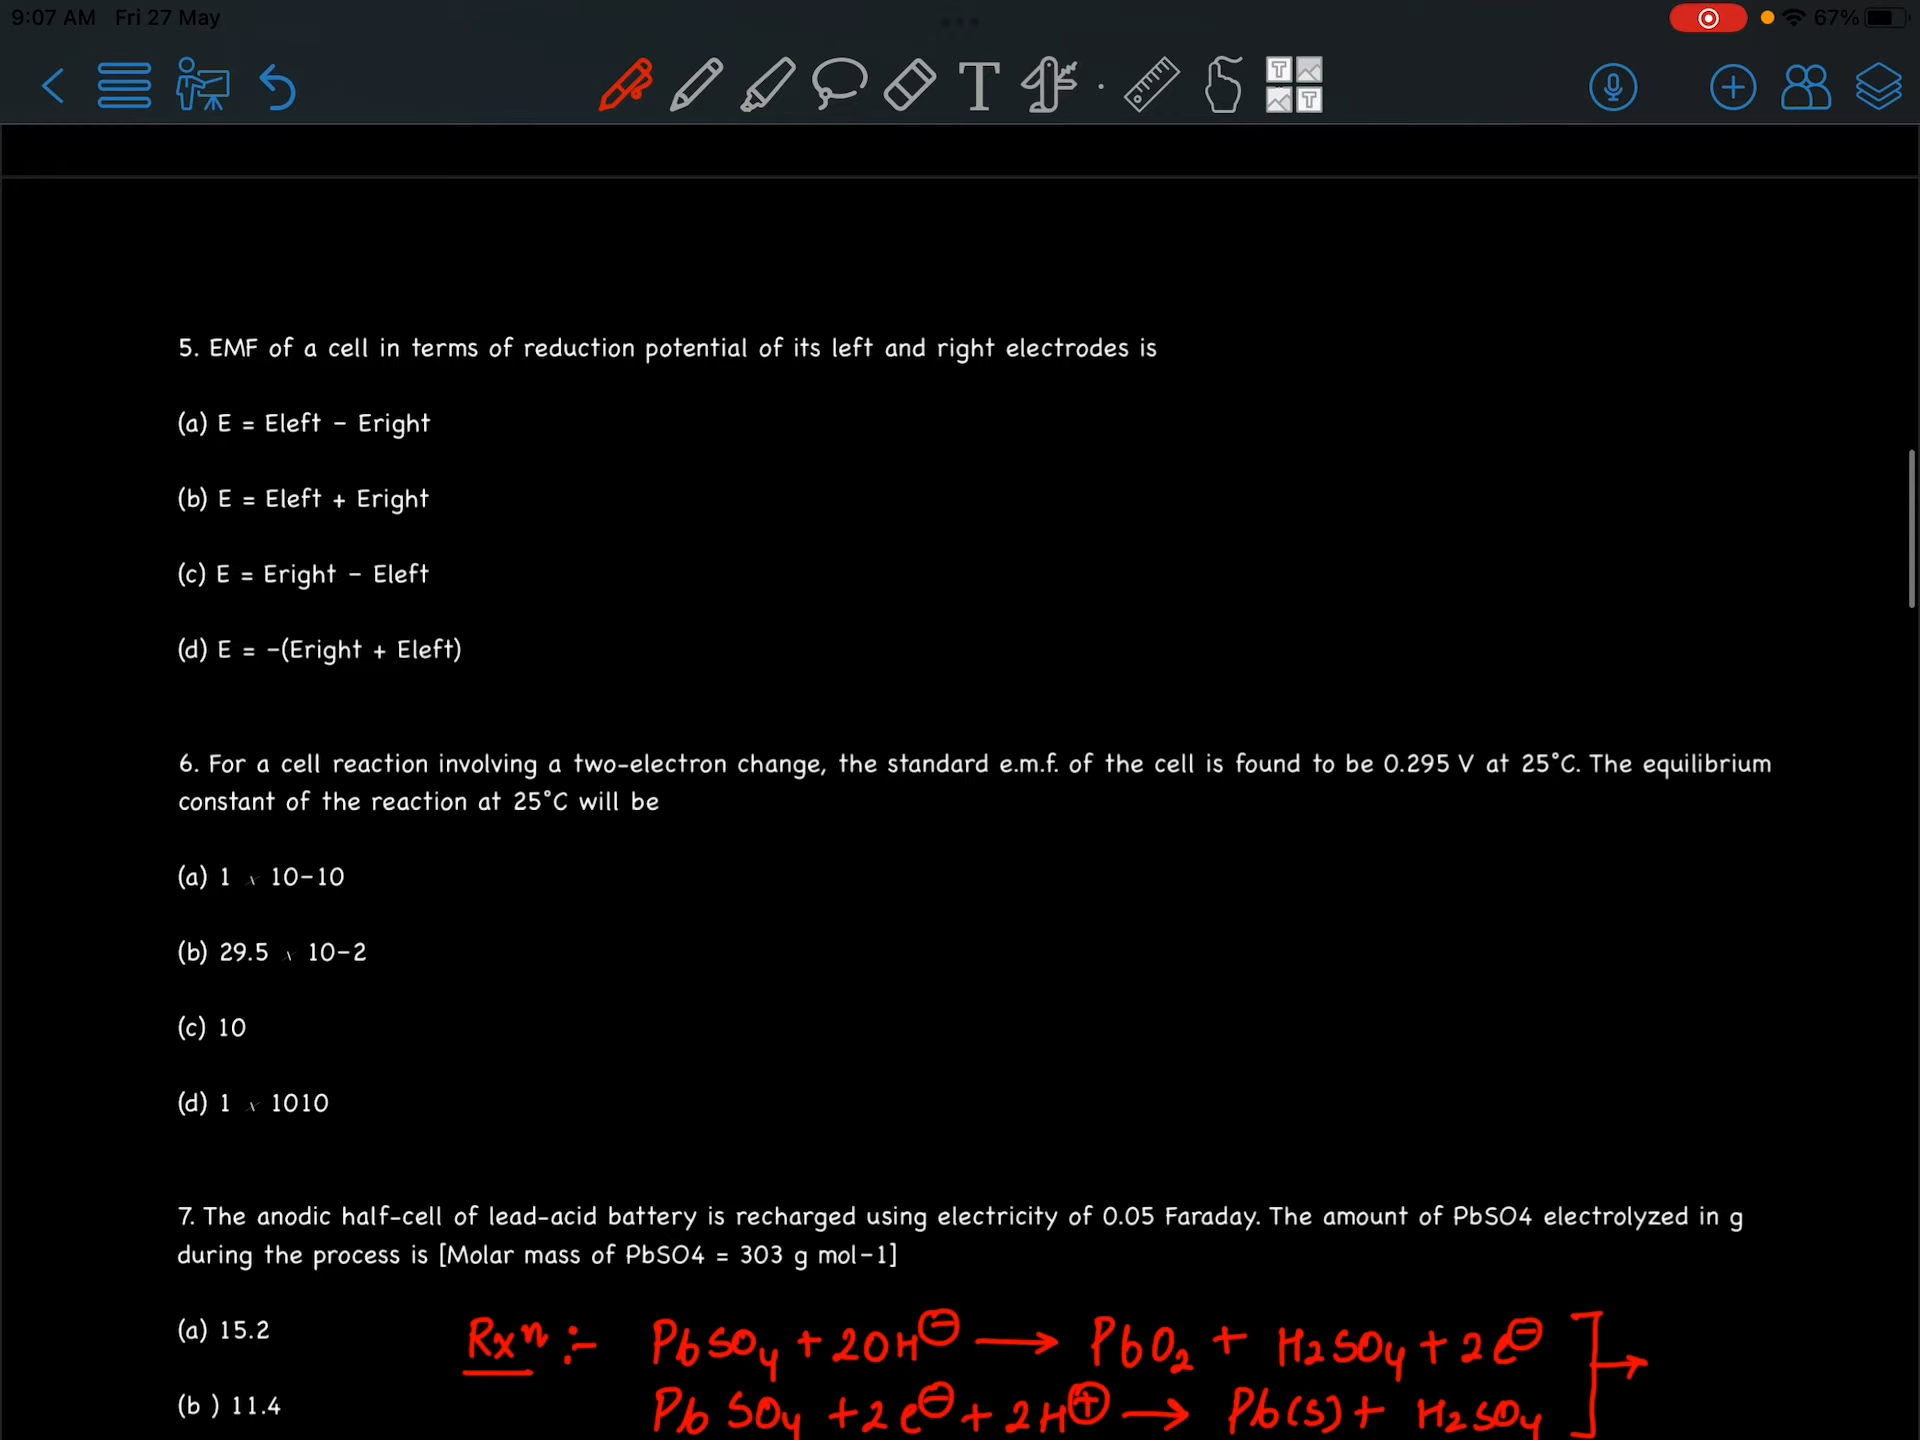 9:07 AM Fri 27 May
67%
5. EMF of a cell in terms of reduction potential of its left and right electrodes is
(a) E = Eleft - Eright
(b) E = Eleft + Eright
(c) E = Eright - Eleft
(d) E = -(Eright + Eleft)
6. For a cell reaction involving a two-electron change, the standard e.m.f. of the cell is found to be 0.295 V at 25°C. The equilibrium
constant of the reaction at 25°C will be
(a) 1 × 10-10
(b) 29.5 × 10-2
(c) 10
(d) 1 × 1010
7. The anodic half-cell of lead-acid battery is recharged using electricity of 0.05 Faraday. The amount of PbSO4 electrolyzed in g
during the process is [Molar mass of PbSO4 = 303 g mol-1]
(a) 15.2
Rxⁿ :- PbSO₄ + 2OH⊖ → PbO₂ + H₂SO₄ + 2e⊖
(b ) 11.4
PbSO₄ + 2e⊖ + 2H⊕ → Pb(s) + H₂SO₄